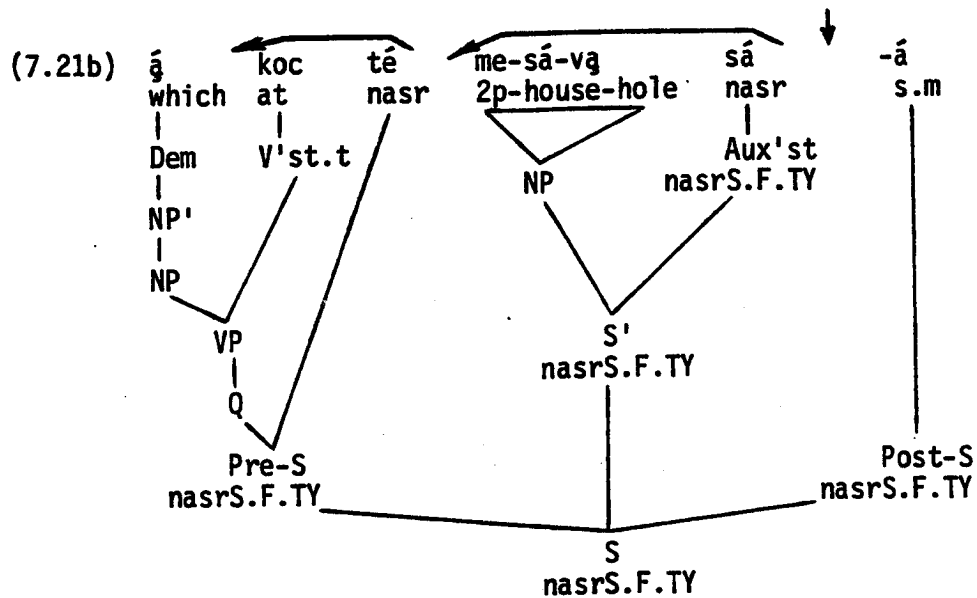 (7.21b) ą́ koc té me-sá-vą sá -á
which at nasr 2p-house-hole nasr s.m
Dem V'st.t Aux'st
NP nasrS.F.TY
NP'
NP
VP S'
nasrS.F.TY
Q
Pre-S Post-S
nasrS.F.TY nasrS.F.TY
S
nasrS.F.TY